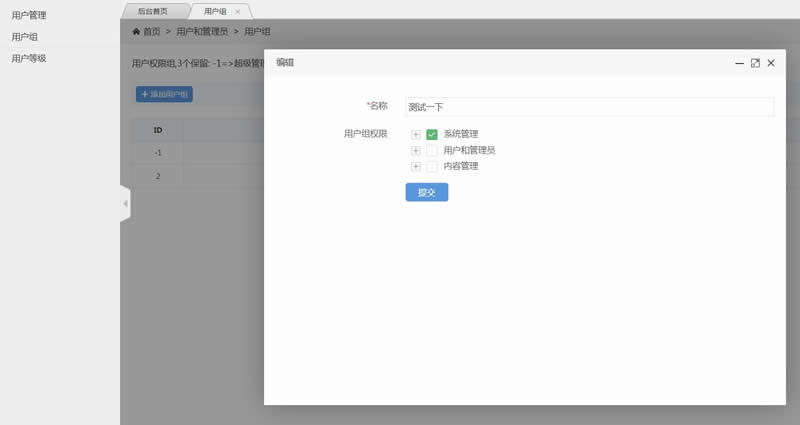 用户管理
用户组
用户等级
后台首页
用户组
首页 > 用户和管理员 > 用户组
用户权限组,3个保留: -1=>超级管理
添加用户组
ID
-1
2
编辑
*名称
测试一下
用户组权限
系统管理
用户和管理员
内容管理
提交